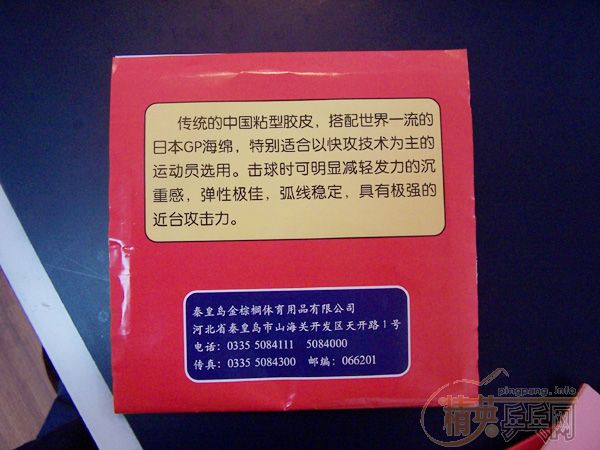 传统的中国粘型胶皮，搭配世界一流的
日本GP海绵，特别适合以快攻技术为主的
运动员选用。击球时可明显减轻发力的沉
重感，弹性极佳，弧线稳定，具有极强的
近台攻击力。
秦皇岛金棕榈体育用品有限公司
河北省秦皇岛市山海关开发区天开路1号
电话：0335 5084111 5084000
传真：0335 5084300 邮编：066201
pingpang.info
精英乒乓网